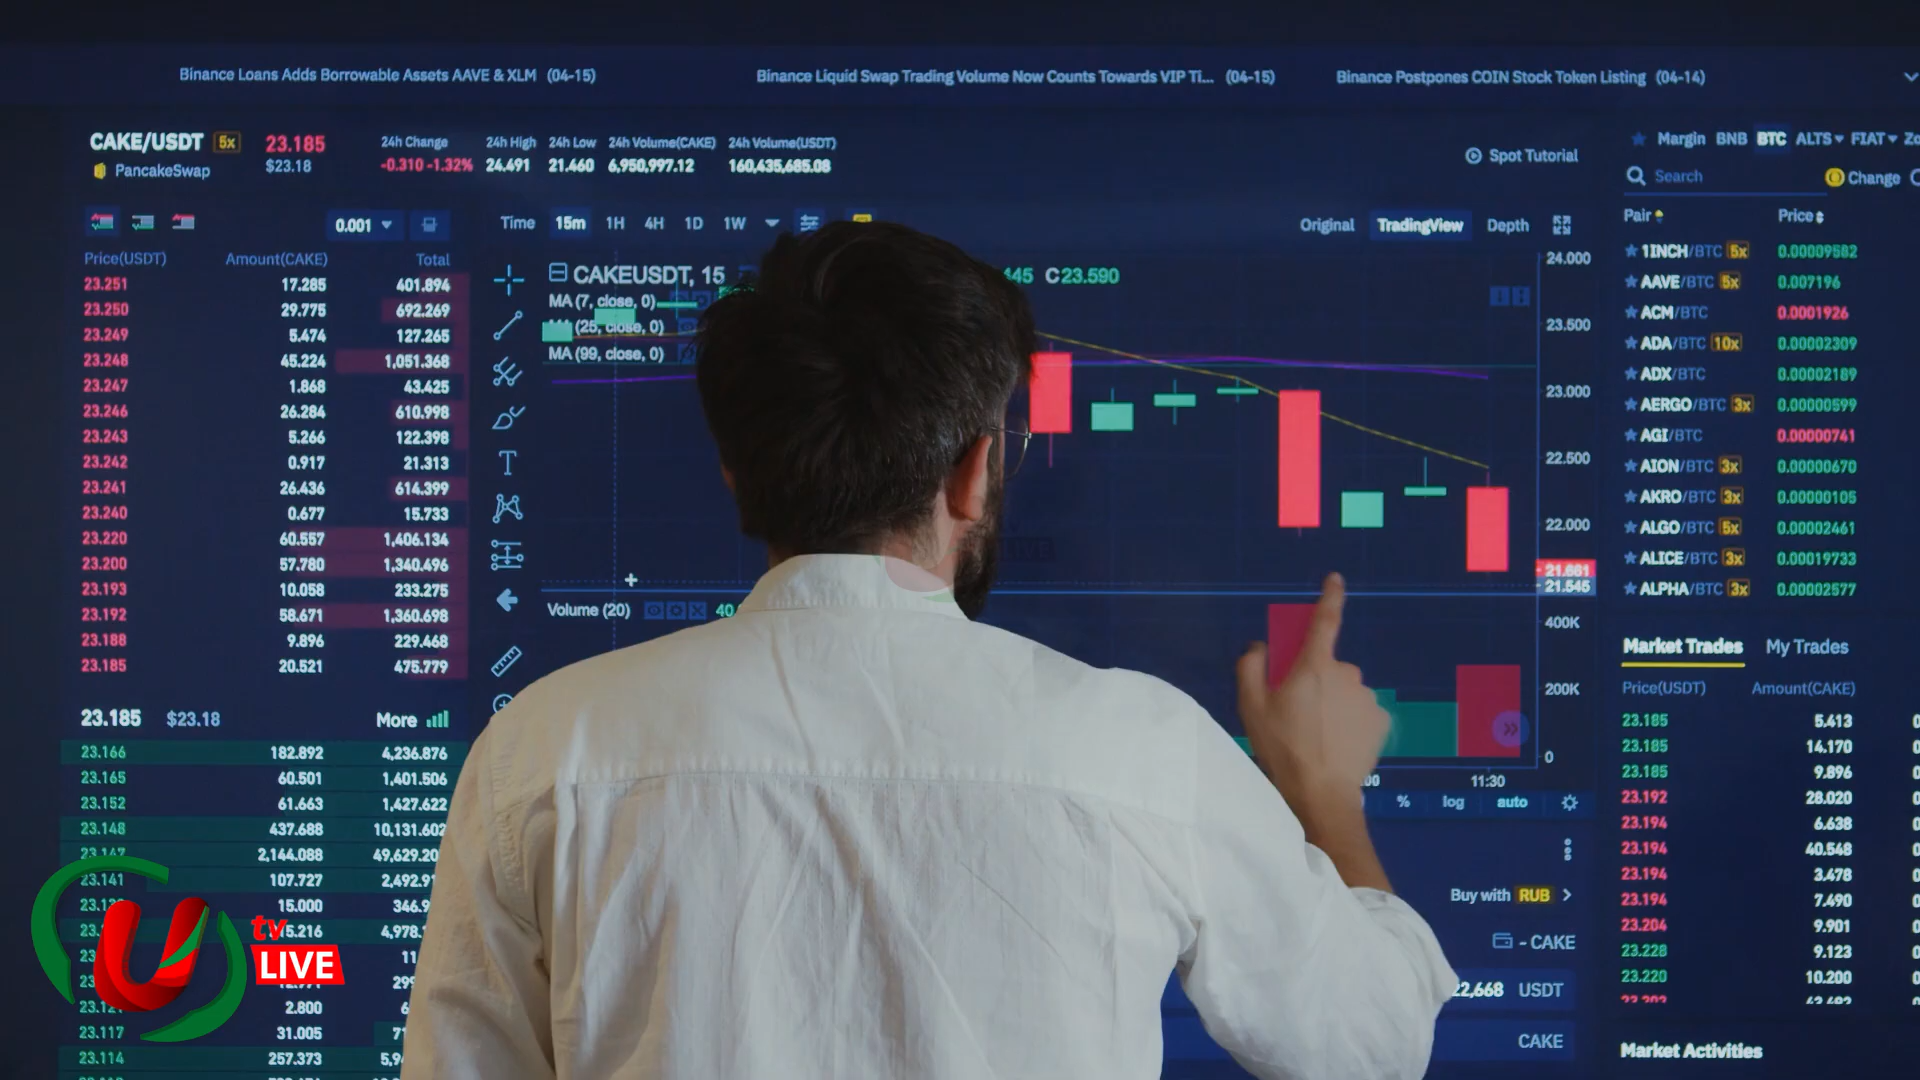 Binance Loans Adds Borrowable Assets AAVE & XLM (04-15)
Binance Liquid Swap Trading Volume Now Counts Towards VIP Ti... (04-15)
Binance Postpones COIN Stock Token Listing (04-14)
CAKE/USDT 5x 23.185
PancakeSwap $23.18
24h Change 24h High 24h Low 24h Volume(CAKE) 24h Volume(USDT)
-0.310 -1.32% 24.491 21.460 6,950,997.12 160,435,685.08
Spot Tutorial
0.001
Price(USDT) Amount(CAKE) Total
23.251 17.285 401.894
23.250 29.775 692.269
23.249 5.474 127.265
23.248 45.224 1,051.368
23.247 1.868 43.425
23.246 26.284 610.998
23.243 5.266 122.398
23.242 0.917 21.313
23.241 26.436 614.399
23.240 0.677 15.733
23.220 60.557 1,406.134
23.200 57.780 1,340.496
23.193 10.058 233.275
23.192 58.671 1,360.698
23.188 9.896 229.468
23.185 20.521 475.779
23.185 $23.18 More
23.166 182.892 4,236.876
23.165 60.501 1,401.506
23.152 61.663 1,427.622
23.148 437.688 10,131.602
23.147 2,144.088
23.141 107.727
15.000
2.800
23.117 31.005
23.114 257.373
U tv
LIVE
Time 15m 1H 4H 1D 1W
Original TradingView Depth
CAKEUSDT, 15
C23.590
MA (7, close, 0)
(25, close, 0)
MA (99, close, 0)
Volume (20)
24.000
23.500
23.000
22.500
22.000
21.661
21.545
400K
200K
0
11:30
% log auto
Buy with RUB
- CAKE
USDT
CAKE
Margin BNB BTC ALTS FIAT
Search
Change
Pair Price
1INCH/BTC 5x 0.00009582
AAVE/BTC 5x 0.007196
ACM/BTC 0.0001926
ADA/BTC 10x 0.00002309
ADX/BTC 0.00002189
AERGO/BTC 3x 0.00000599
AGI/BTC 0.00000741
AION/BTC 3x 0.00000670
AKRO/BTC 3x 0.00000105
ALGO/BTC 5x 0.00002461
ALICE/BTC 3x 0.00019733
ALPHA/BTC 3x 0.00002577
Market Trades My Trades
Price(USDT) Amount(CAKE)
23.185 5.413
23.185 14.170
23.185 9.896
23.192 28.020
23.194 6.638
23.194 40.548
23.194 3.478
23.194 7.490
23.204 9.901
23.228 9.123
23.220 10.200
Market Activities